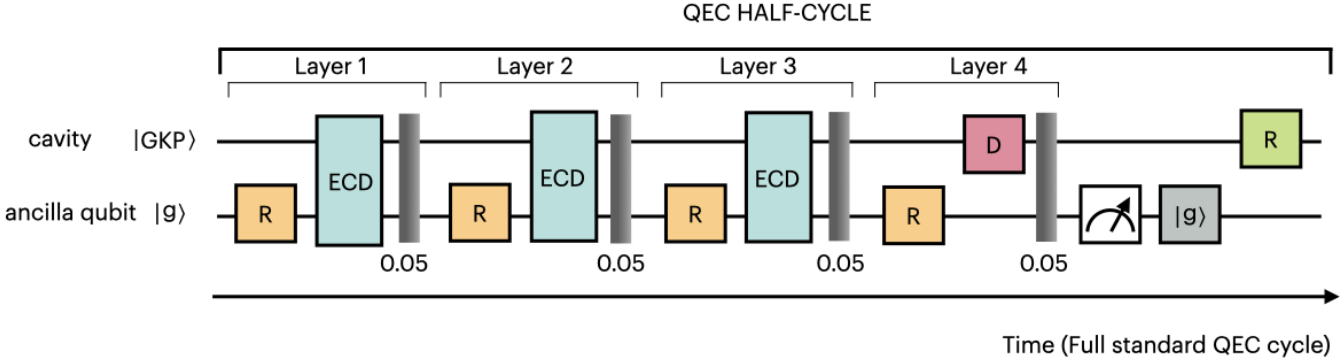 QEC HALF-CYCLE
Layer 1 Layer 2 Layer 3 Layer 4
cavity |GKP⟩ D R
ECD ECD ECD
ancilla qubit |g⟩ R R R R |g⟩
0.05 0.05 0.05 0.05
Time (Full standard QEC cycle)